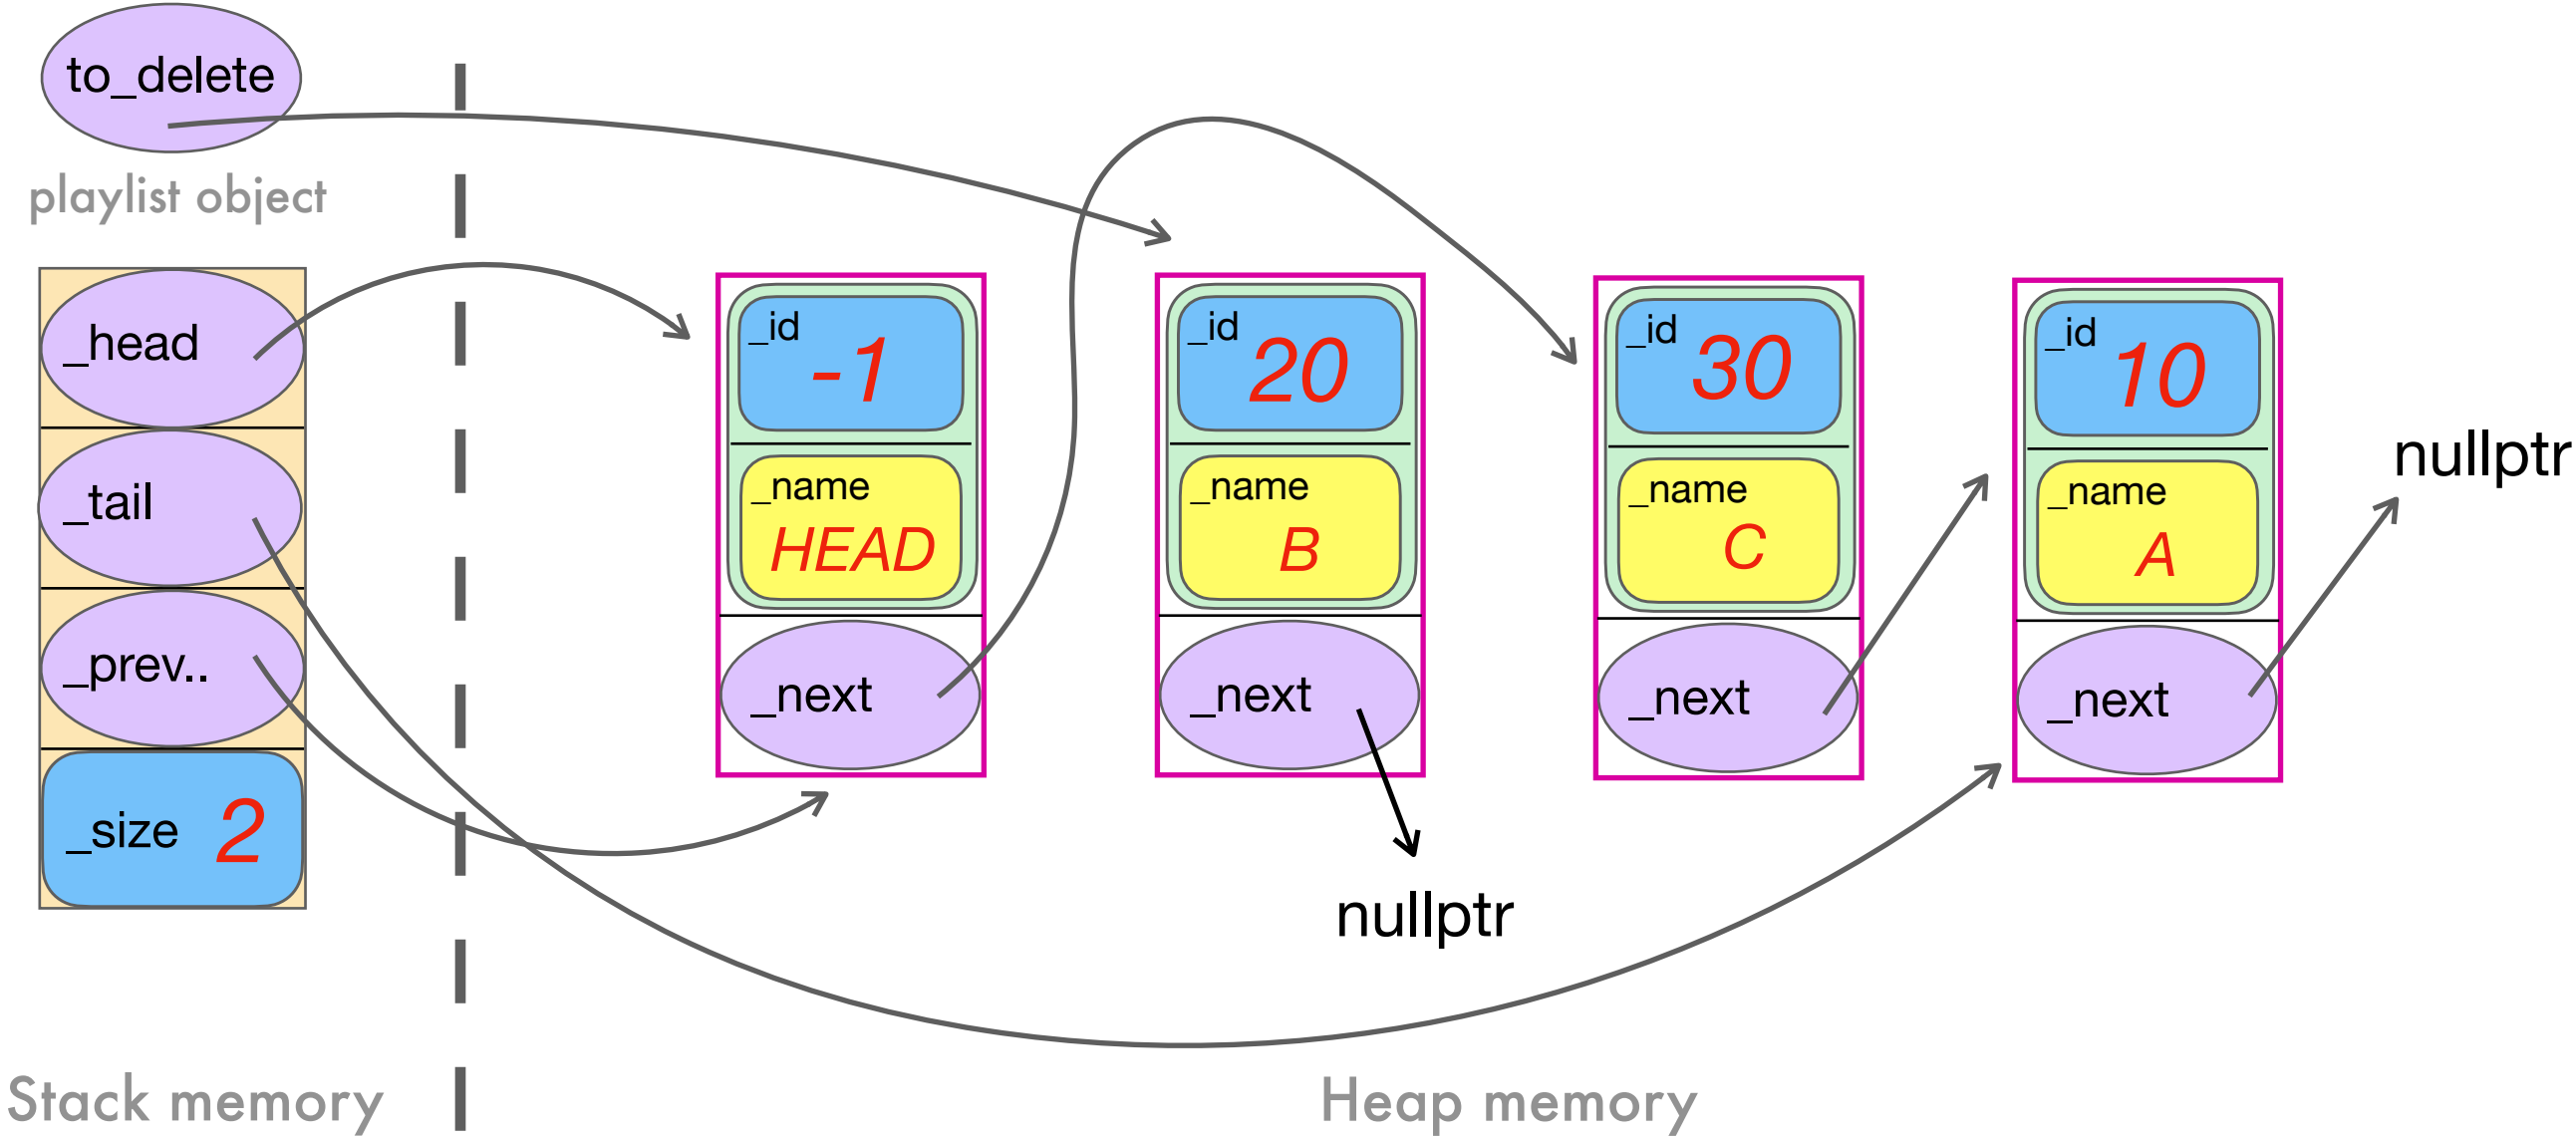 to_delete
playlist object
_head
_tail
_prev..
_size 2
_id -1
_name
HEAD
_next
_id 20
_name
B
_next
nullptr
_id 30
_name
C
_next
_id 10
_name
A
_next
nullptr
Stack memory
Heap memory